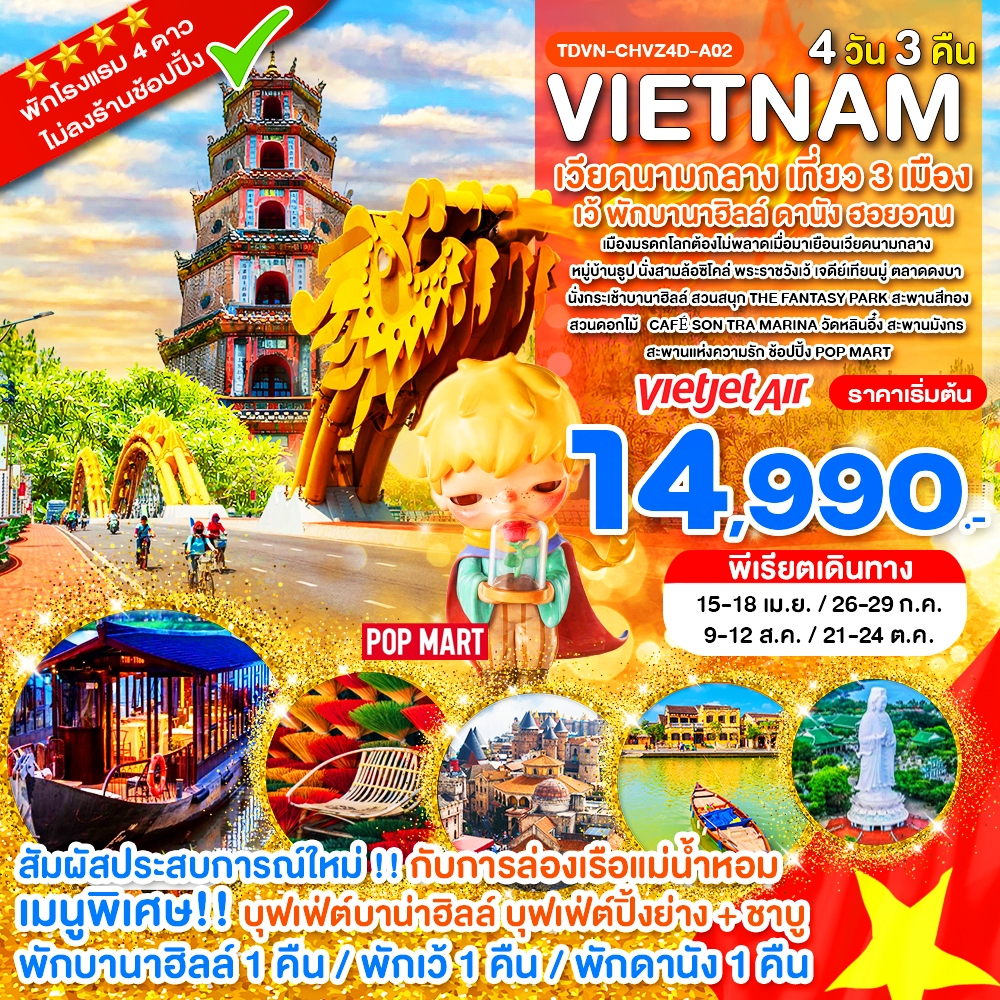 พักโรงแรม 4 ดาว
ไม่ลงร้านช้อปปิ้ง
TDVN-CHVZ4D-A02
4 วัน 3 คืน
VIETNAM
เวียดนามกลาง เที่ยว 3 เมือง
เว้ พักบานาฮิลล์ ดานัง ฮอยอาน
เมืองมรดกโลกต้องไม่พลาดเมื่อมาเยือนเวียดนามกลาง
หมู่บ้านธูป นั่งสามล้อซิโคล่ พระราชวังเว้ เจดีย์เทียนมู่ ตลาดดงบา
นั่งกระเช้าบานาฮิลล์ สวนสนุก THE FANTASY PARK สะพานสีทอง
สวนดอกไม้ CAFÉ SON TRA MARINA วัดหลินอึ๋ง สะพานมังกร
สะพานแห่งความรัก ช้อปปิ้ง POP MART
vietjet Air
ราคาเริ่มต้น
14,990.-
พีเรียตเดินทาง
15-18 เม.ย. / 26-29 ก.ค.
9-12 ส.ค. / 21-24 ต.ค.
POP MART
สัมผัสประสบการณ์ใหม่ !! กับการล่องเรือแม่น้ำหอม
เมนูพิเศษ!! บุฟเฟ่ต์บาน่าฮิลล์ บุฟเฟ่ต์ปิ้งย่าง + ชาบู
พักบานาฮิลล์ 1 คืน / พักเว้ 1 คืน / พักดานัง 1 คืน